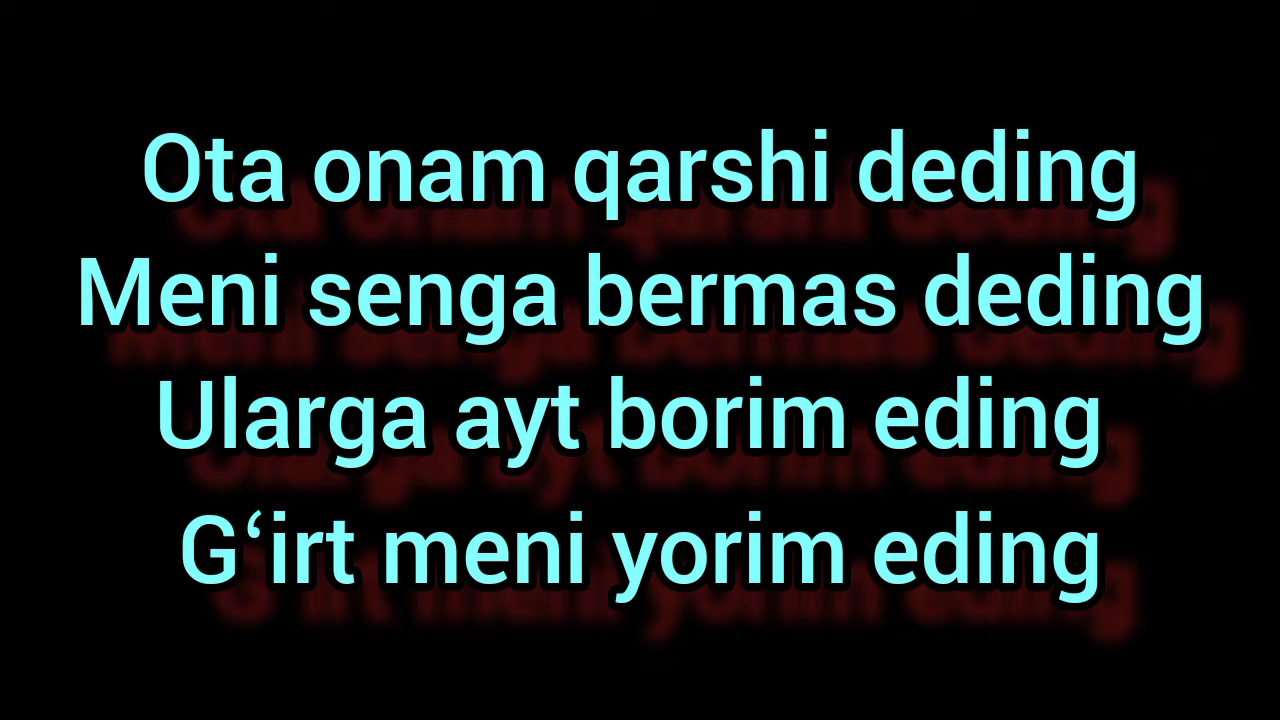 Ota onam qarshi deding
Meni senga bermas deding
Ularga ayt borim eding
G‘irt meni yorim eding